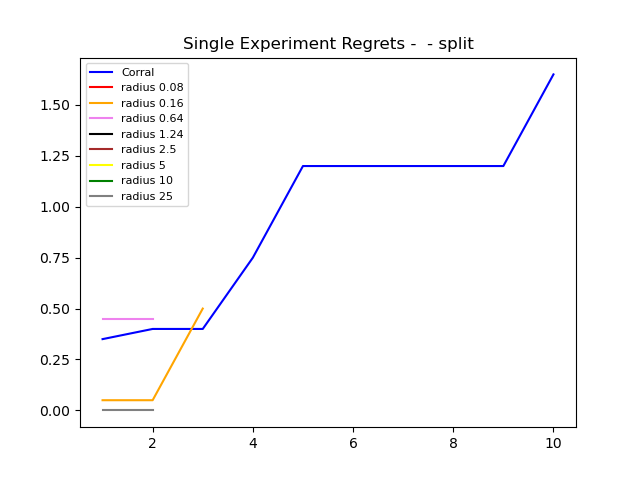 Single Experiment Regrets -  - split
Corral
radius 0.08
radius 0.16
radius 0.64
radius 1.24
radius 2.5
radius 5
radius 10
radius 25
1.50
1.25
1.00
0.75
0.50
0.25
0.00
2 4 6 8 10